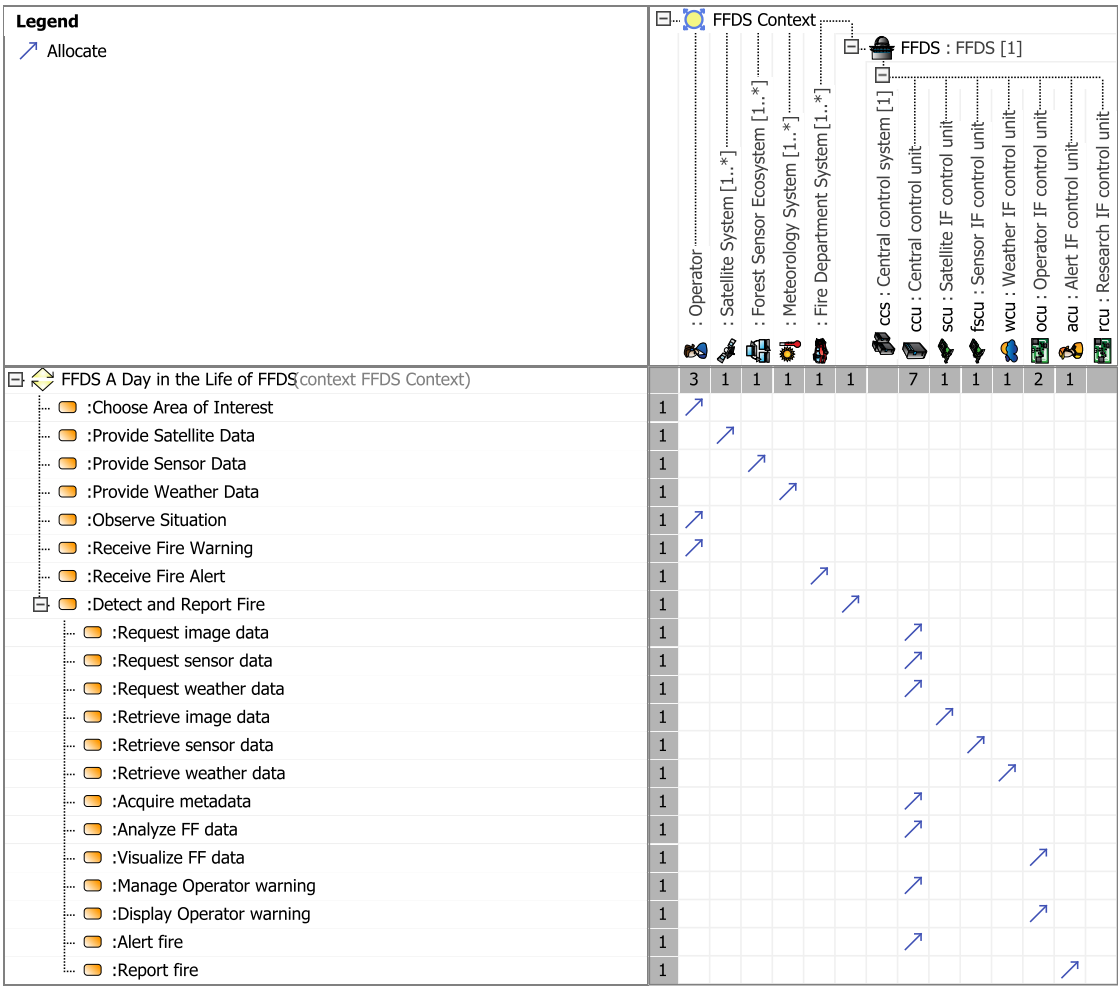 Legend
Allocate
FFDS Context
FFDS : FFDS [1]
: Operator
: Satellite System [1..*]
: Forest Sensor Ecosystem [1..*]
: Meteorology System [1..*]
: Fire Department System [1..*]
ccs : Central control system [1]
ccu : Central control unit
scu : Satellite IF control unit
fscu : Sensor IF control unit
wcu : Weather IF control unit
ocu : Operator IF control unit
acu : Alert IF control unit
rcu : Research IF control unit
FFDS A Day in the Life of FFDS(context FFDS Context) 3 1 1 1 1 1 7 1 1 1 2 1
:Choose Area of Interest 1
:Provide Satellite Data 1
:Provide Sensor Data 1
:Provide Weather Data 1
:Observe Situation 1
:Receive Fire Warning 1
:Receive Fire Alert 1
:Detect and Report Fire 1
:Request image data 1
:Request sensor data 1
:Request weather data 1
:Retrieve image data 1
:Retrieve sensor data 1
:Retrieve weather data 1
:Acquire metadata 1
:Analyze FF data 1
:Visualize FF data 1
:Manage Operator warning 1
:Display Operator warning 1
:Alert fire 1
:Report fire 1